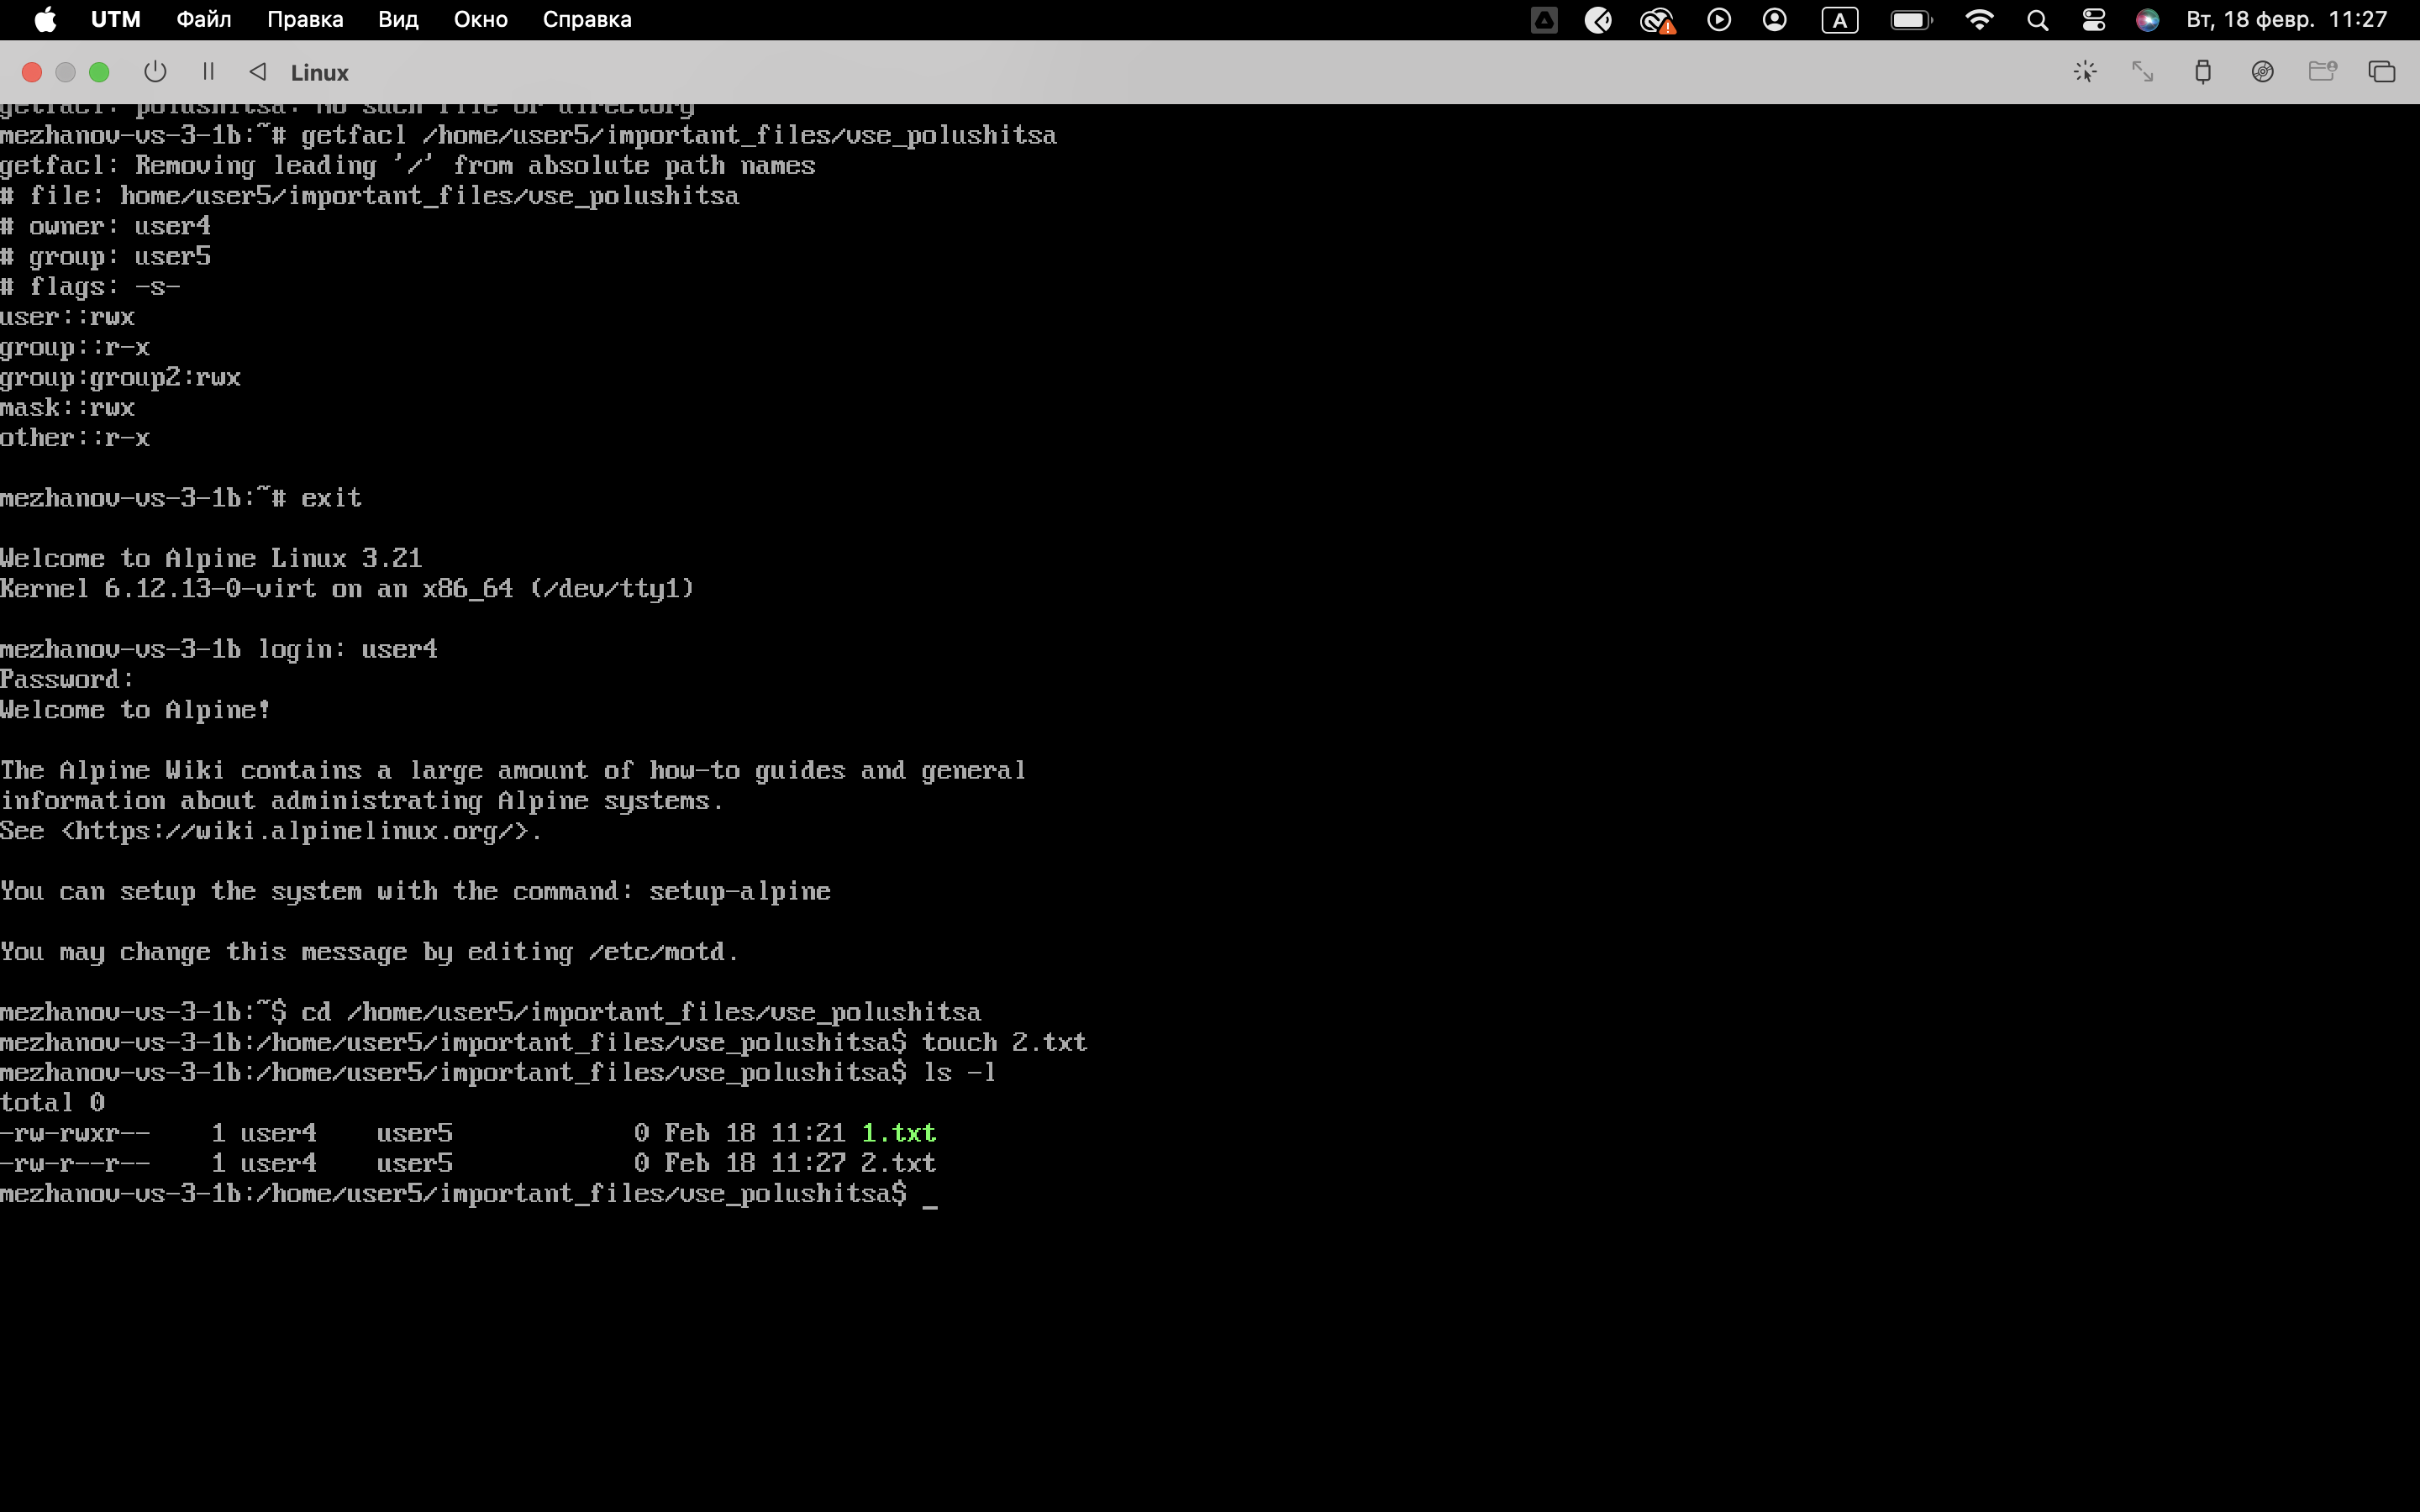 UTM Файл Правка Вид Окно Справка A Вт, 18 февр. 11:27
Linux
getfacl: polushitsa: No such file or directory
mezhanov-vs-3-1b:~# getfacl /home/user5/important_files/vse_polushitsa
getfacl: Removing leading '/' from absolute path names
# file: home/user5/important_files/vse_polushitsa
# owner: user4
# group: user5
# flags: -s-
user::rwx
group::r-x
group:group2:rwx
mask::rwx
other::r-x
mezhanov-vs-3-1b:~# exit
Welcome to Alpine Linux 3.21
Kernel 6.12.13-0-virt on an x86_64 (/dev/tty1)
mezhanov-vs-3-1b login: user4
Password:
Welcome to Alpine!
The Alpine Wiki contains a large amount of how-to guides and general
information about administrating Alpine systems.
See <https://wiki.alpinelinux.org/>.
You can setup the system with the command: setup-alpine
You may change this message by editing /etc/motd.
mezhanov-vs-3-1b:~$ cd /home/user5/important_files/vse_polushitsa
mezhanov-vs-3-1b:/home/user5/important_files/vse_polushitsa$ touch 2.txt
mezhanov-vs-3-1b:/home/user5/important_files/vse_polushitsa$ ls -l
total 0
-rw-rwxr-- 1 user4 user5 0 Feb 18 11:21 1.txt
-rw-r--r-- 1 user4 user5 0 Feb 18 11:27 2.txt
mezhanov-vs-3-1b:/home/user5/important_files/vse_polushitsa$ _